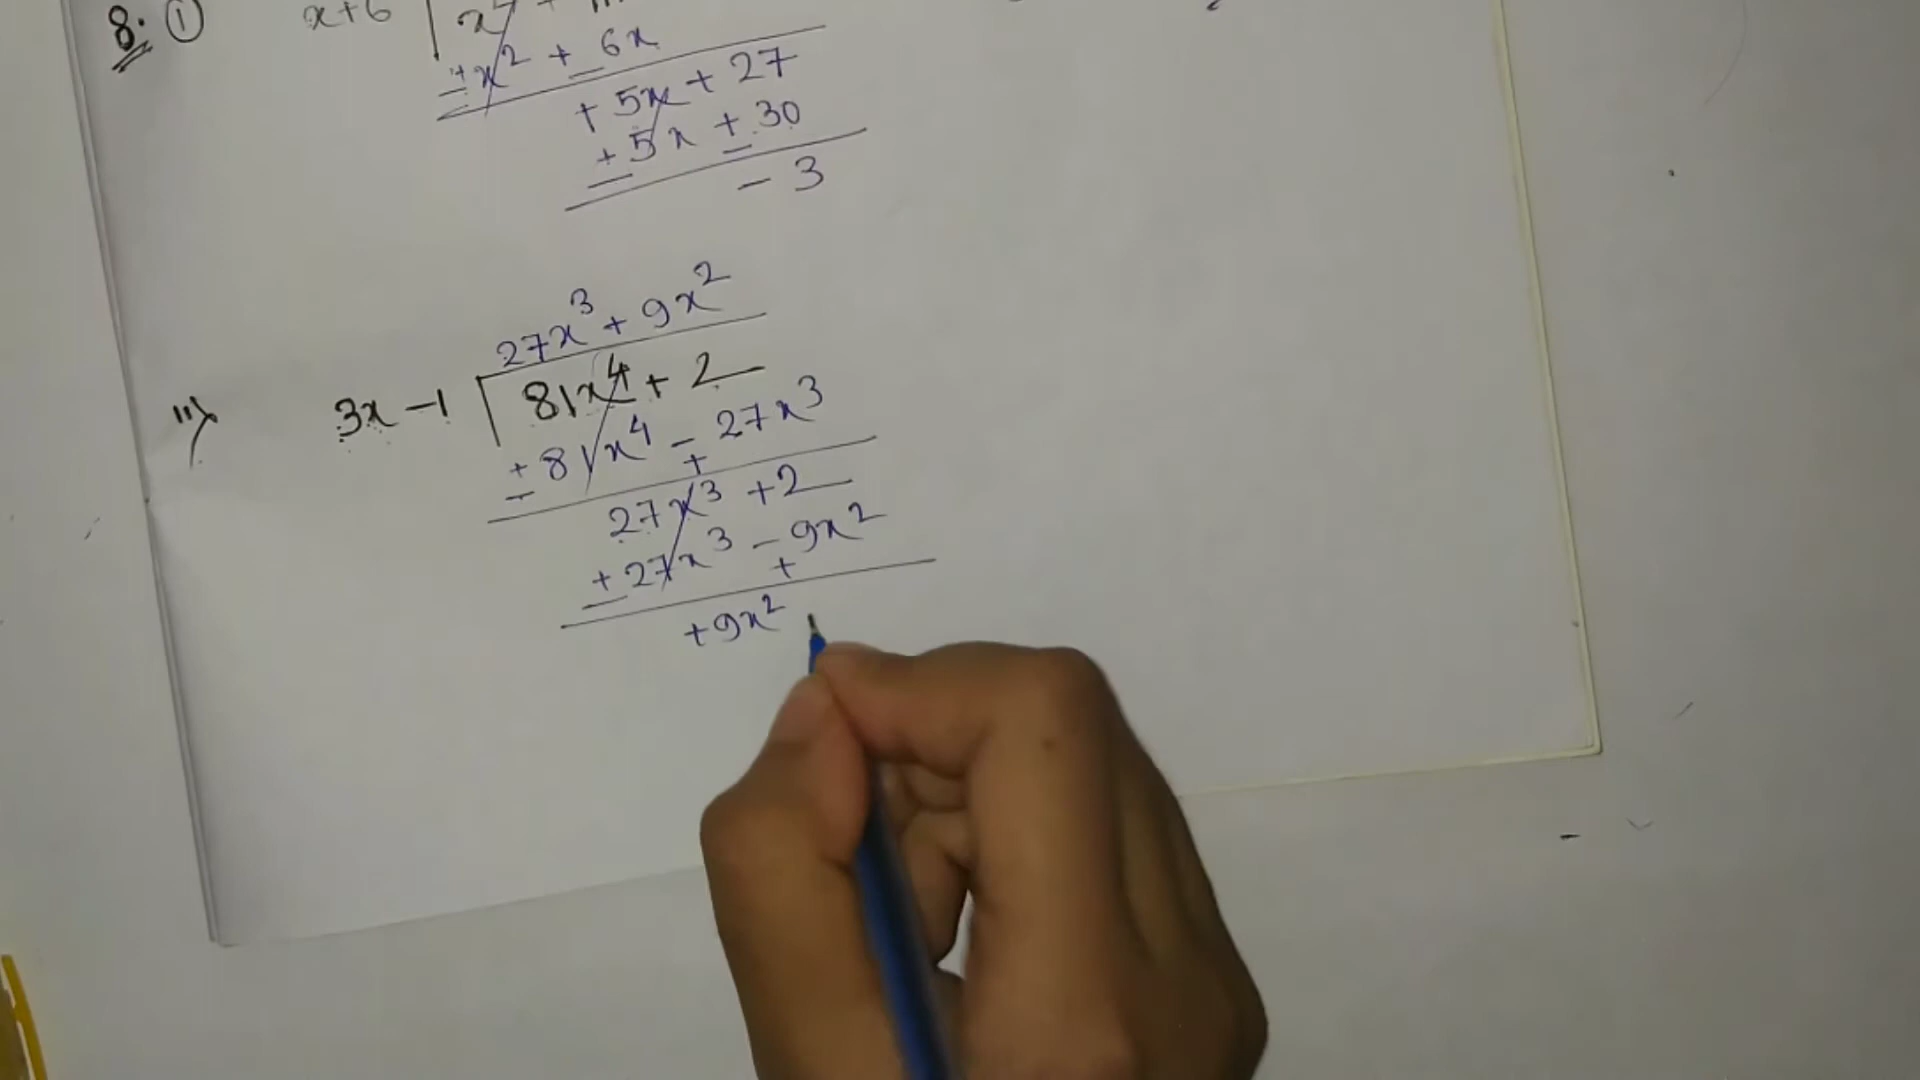 8. ① x+6
- x² + 6x
+ 5x + 27
+ 5x + 30
- 3
27x³ + 9x²
3x - 1 81x⁴ + 2
+ 81x⁴ - 27x³
27x³ + 2
+ 27x³ - 9x²
+ 9x²